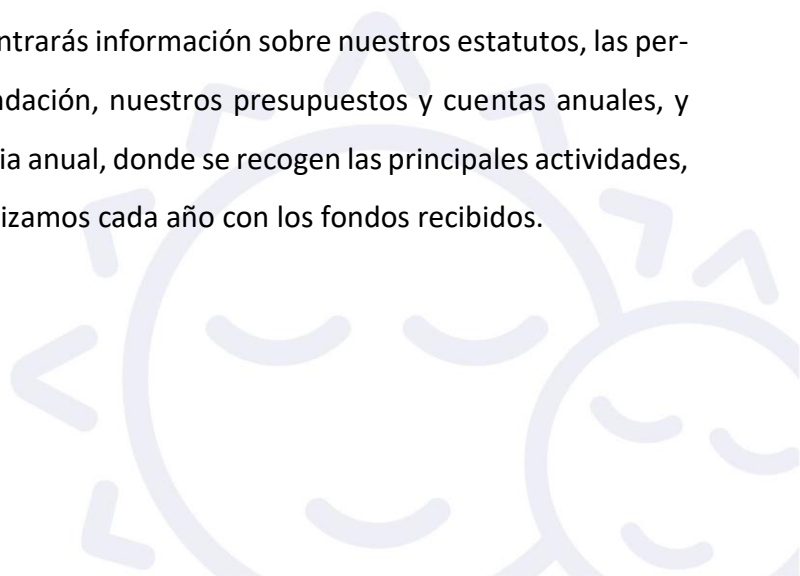 ntrarás información sobre nuestros estatutos, las per-
ndación, nuestros presupuestos y cuentas anuales, y
ia anual, donde se recogen las principales actividades,
izamos cada año con los fondos recibidos.